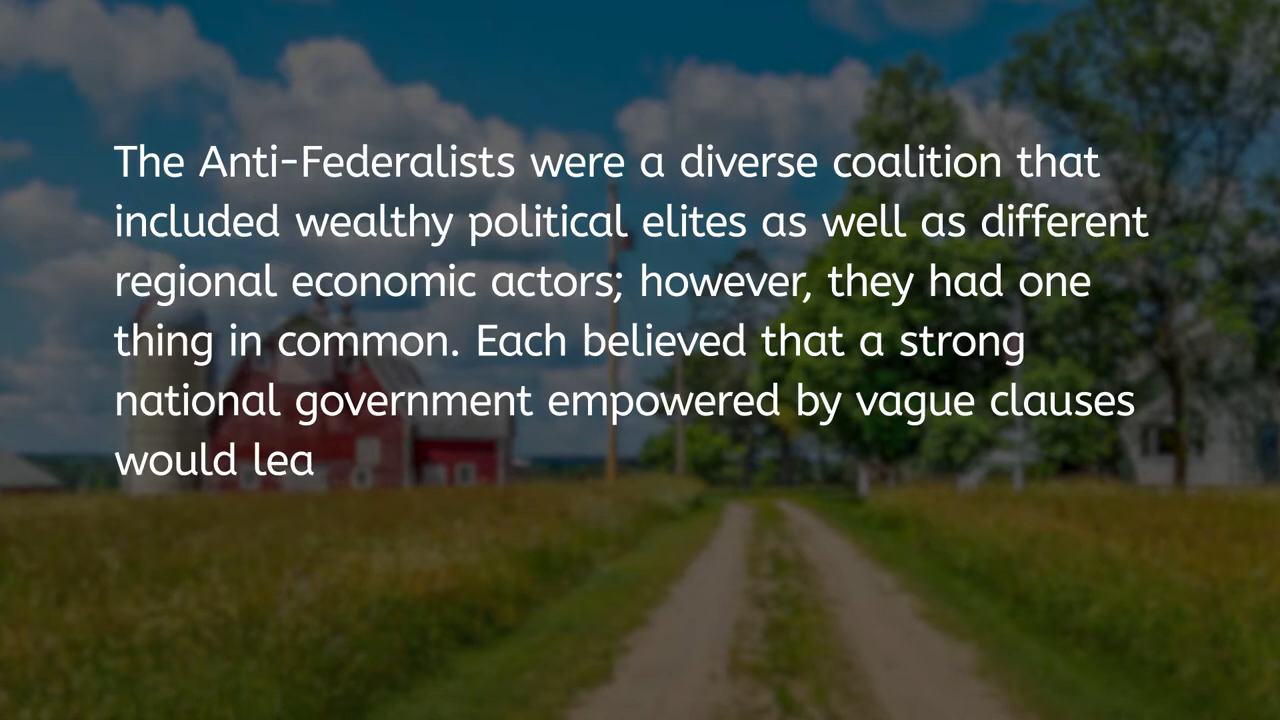 The Anti-Federalists were a diverse coalition that
included wealthy political elites as well as different
regional economic actors; however, they had one
thing in common. Each believed that a strong
national government empowered by vague clauses
would lea